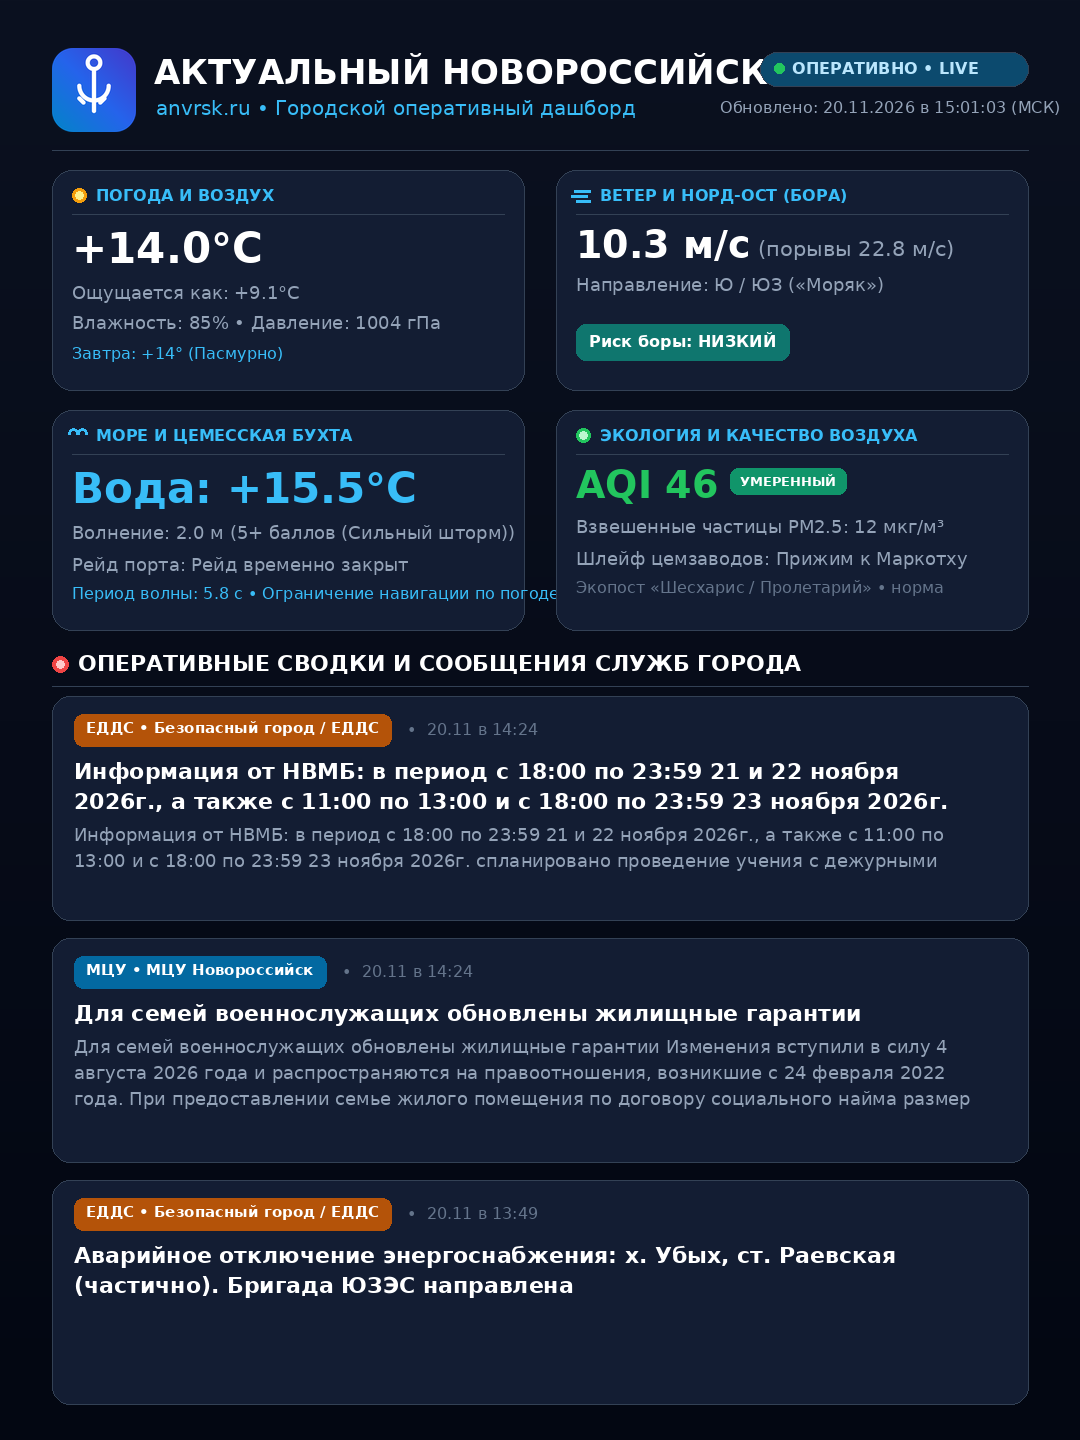 АКТУАЛЬНЫЙ НОВОРОССИЙСК
ОПЕРАТИВНО • LIVE
anvrsk.ru • Городской оперативный дашборд
Обновлено: 20.11.2026 в 15:01:03 (МСК)
ПОГОДА И ВОЗДУХ
+14.0°C
Ощущается как: +9.1°C
Влажность: 85% • Давление: 1004 гПа
Завтра: +14° (Пасмурно)
ВЕТЕР И НОРД-ОСТ (БОРА)
10.3 м/с (порывы 22.8 м/с)
Направление: Ю / ЮЗ («Моряк»)
Риск боры: НИЗКИЙ
МОРЕ И ЦЕМЕССКАЯ БУХТА
Вода: +15.5°C
Волнение: 2.0 м (5+ баллов (Сильный шторм))
Рейд порта: Рейд временно закрыт
Период волны: 5.8 с • Ограничение навигации по погоде
ЭКОЛОГИЯ И КАЧЕСТВО ВОЗДУХА
AQI 46 УМЕРЕННЫЙ
Взвешенные частицы PM2.5: 12 мкг/м³
Шлейф цемзаводов: Прижим к Маркотху
Экопост «Шесхарис / Пролетарий» • норма
ОПЕРАТИВНЫЕ СВОДКИ И СООБЩЕНИЯ СЛУЖБ ГОРОДА
ЕДДС • Безопасный город / ЕДДС • 20.11 в 14:24
Информация от НВМБ: в период с 18:00 по 23:59 21 и 22 ноября
2026г., а также с 11:00 по 13:00 и с 18:00 по 23:59 23 ноября 2026г.
Информация от НВМБ: в период с 18:00 по 23:59 21 и 22 ноября 2026г., а также с 11:00 по
13:00 и с 18:00 по 23:59 23 ноября 2026г. спланировано проведение учения с дежурными
МЦУ • МЦУ Новороссийск • 20.11 в 14:24
Для семей военнослужащих обновлены жилищные гарантии
Для семей военнослужащих обновлены жилищные гарантии Изменения вступили в силу 4
августа 2026 года и распространяются на правоотношения, возникшие с 24 февраля 2022
года. При предоставлении семье жилого помещения по договору социального найма размер
ЕДДС • Безопасный город / ЕДДС • 20.11 в 13:49
Аварийное отключение энергоснабжения: х. Убых, ст. Раевская
(частично). Бригада ЮЗЭС направлена